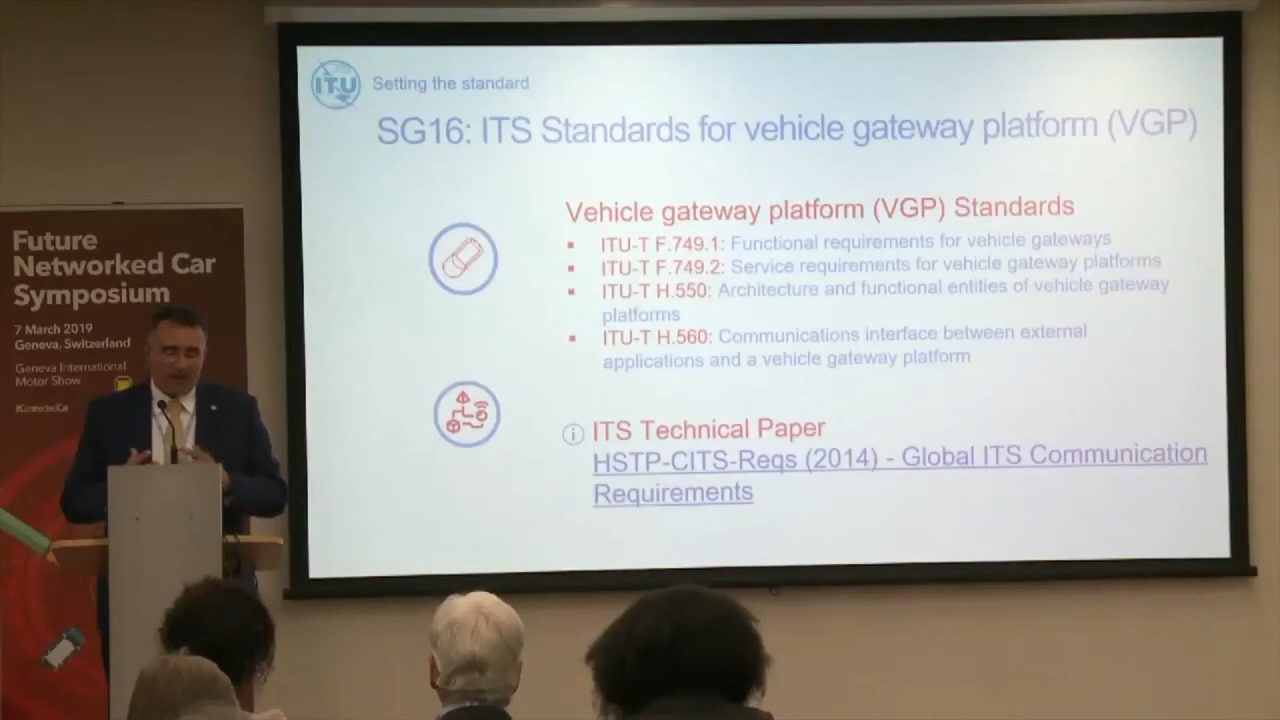 Future
Networked Car
Symposium
7 March 2019
Geneva, Switzerland
Geneva International
Motor Show
#ConnectedCar
ITU
Setting the standard
SG16: ITS Standards for vehicle gateway platform (VGP)
Vehicle gateway platform (VGP) Standards
▪ ITU-T F.749.1: Functional requirements for vehicle gateways
▪ ITU-T F.749.2: Service requirements for vehicle gateway platforms
▪ ITU-T H.550: Architecture and functional entities of vehicle gateway
platforms
▪ ITU-T H.560: Communications interface between external
applications and a vehicle gateway platform
i ITS Technical Paper
HSTP-CITS-Reqs (2014) - Global ITS Communication
Requirements